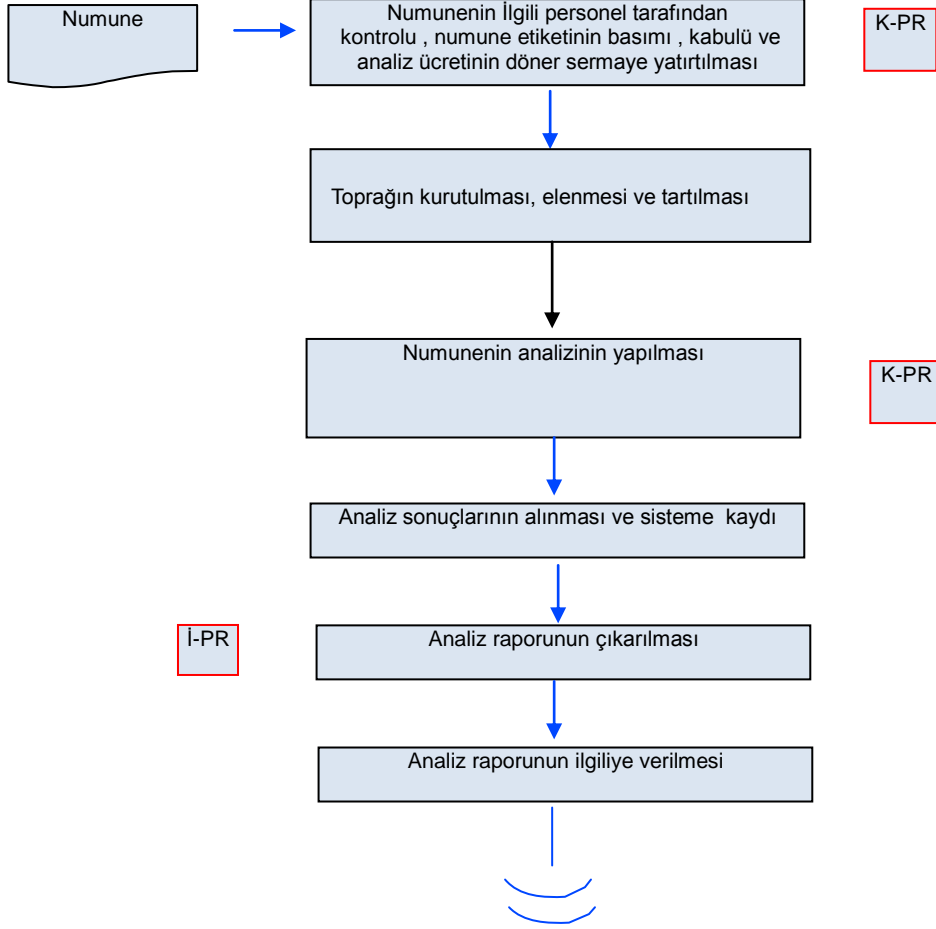 Numune
Numunenin İlgili personel tarafından
kontrolu , numune etiketinin basımı , kabulü ve
analiz ücretinin döner sermaye yatırtılması
K-PR
Toprağın kurutulması, elenmesi ve tartılması
Numunenin analizinin yapılması
K-PR
Analiz sonuçlarının alınması ve sisteme kaydı
İ-PR
Analiz raporunun çıkarılması
Analiz raporunun ilgiliye verilmesi